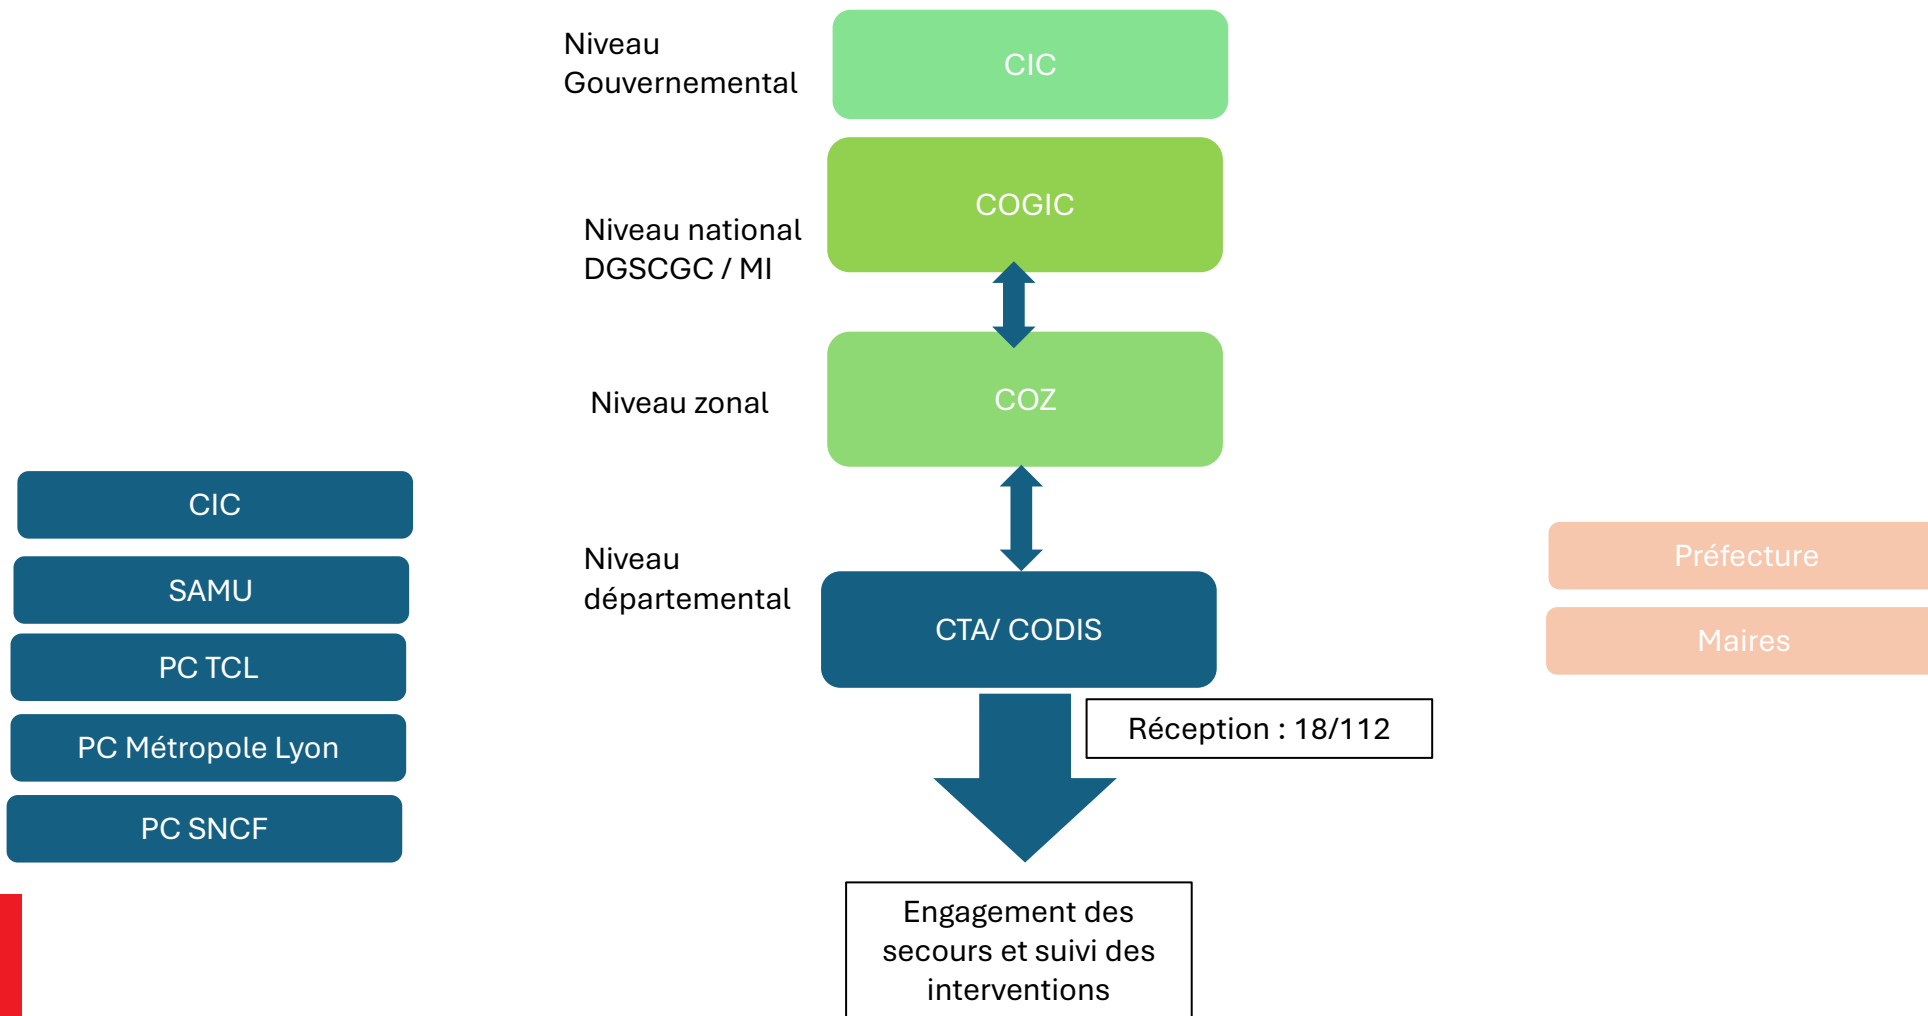 Niveau
Gouvernemental
CIC
COGIC
Niveau national
DGSCGC / MI
Niveau zonal
COZ
CIC
SAMU
PC TCL
PC Métropole Lyon
PC SNCF
Niveau
départemental
CTA/ CODIS
Préfecture
Maires
Réception : 18/112
Engagement des
secours et suivi des
interventions